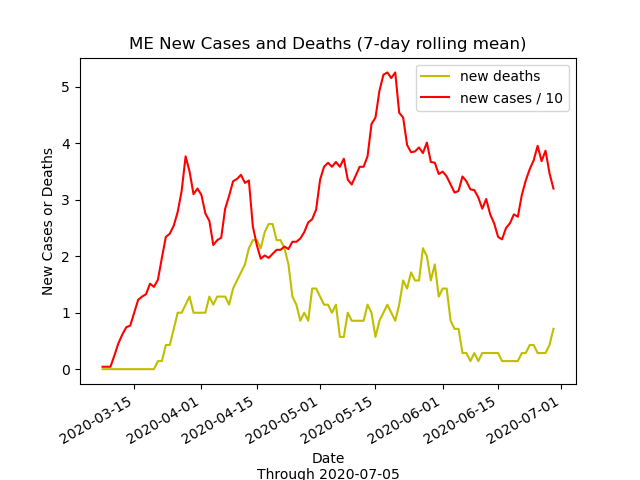 ME New Cases and Deaths (7-day rolling mean)
new deaths
new cases / 10
New Cases or Deaths
5
4
3
2
1
0
2020-03-15
2020-04-01
2020-04-15
2020-05-01
2020-05-15
2020-06-01
2020-06-15
2020-07-01
Date
Through 2020-07-05